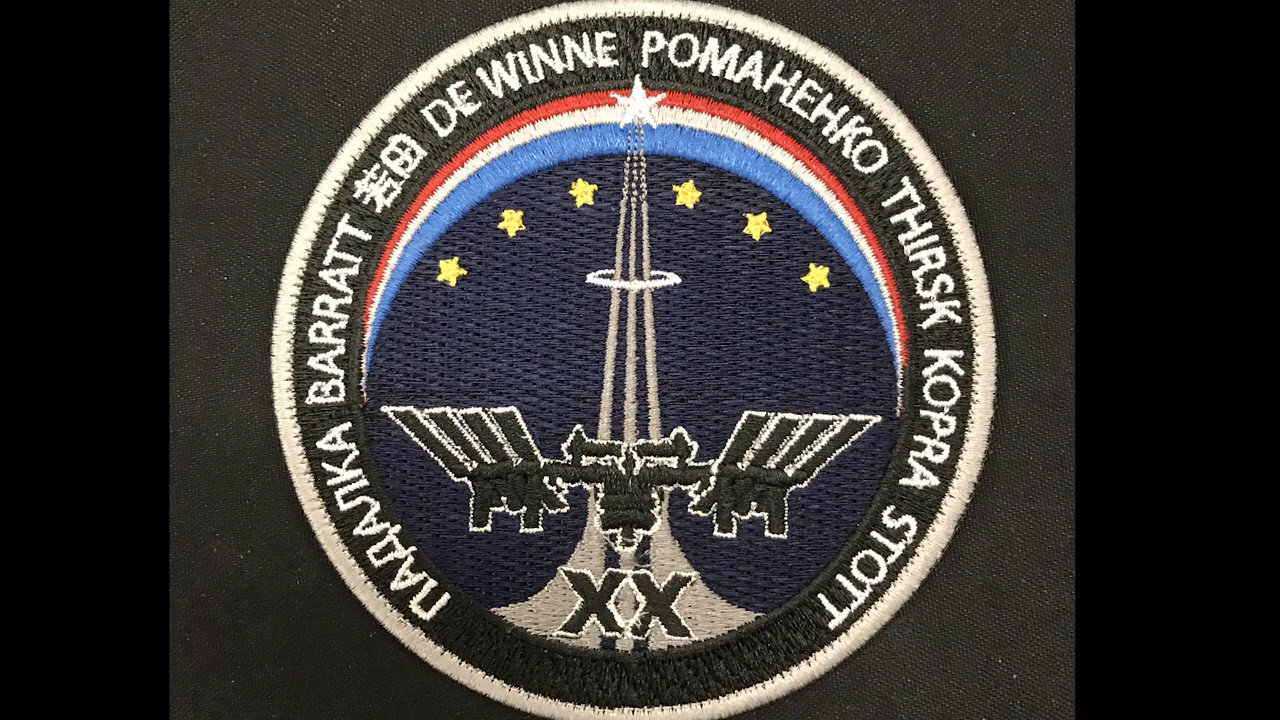 ПАДАЛКА BARRATT 若田 DE WINNE РОМАНЕНКО THIRSK KOPRA STOTT
XX